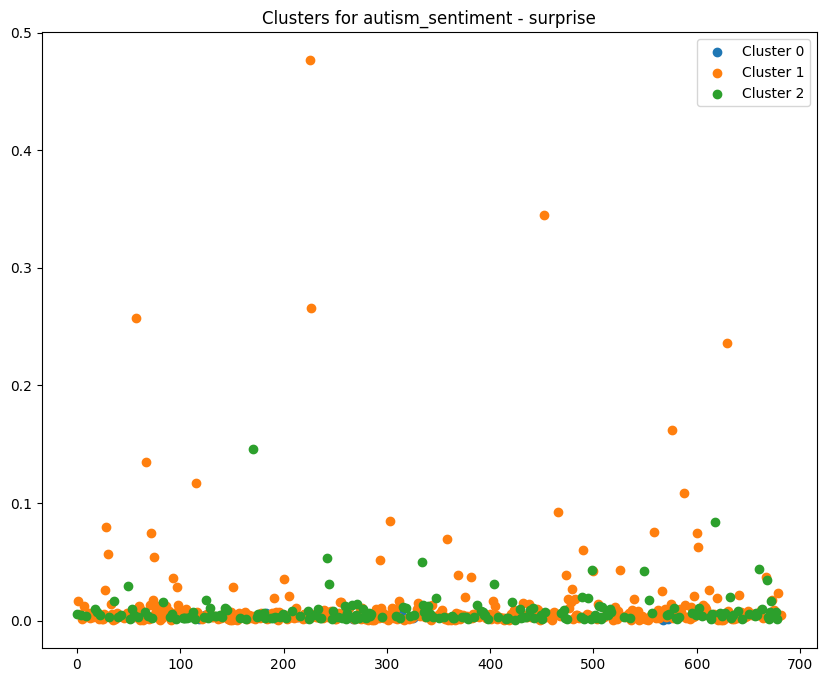 Clusters for autism_sentiment - surprise
0.5
0.4
0.3
0.2
0.1
0.0
0 100 200 300 400 500 600 700
Cluster 0
Cluster 1
Cluster 2